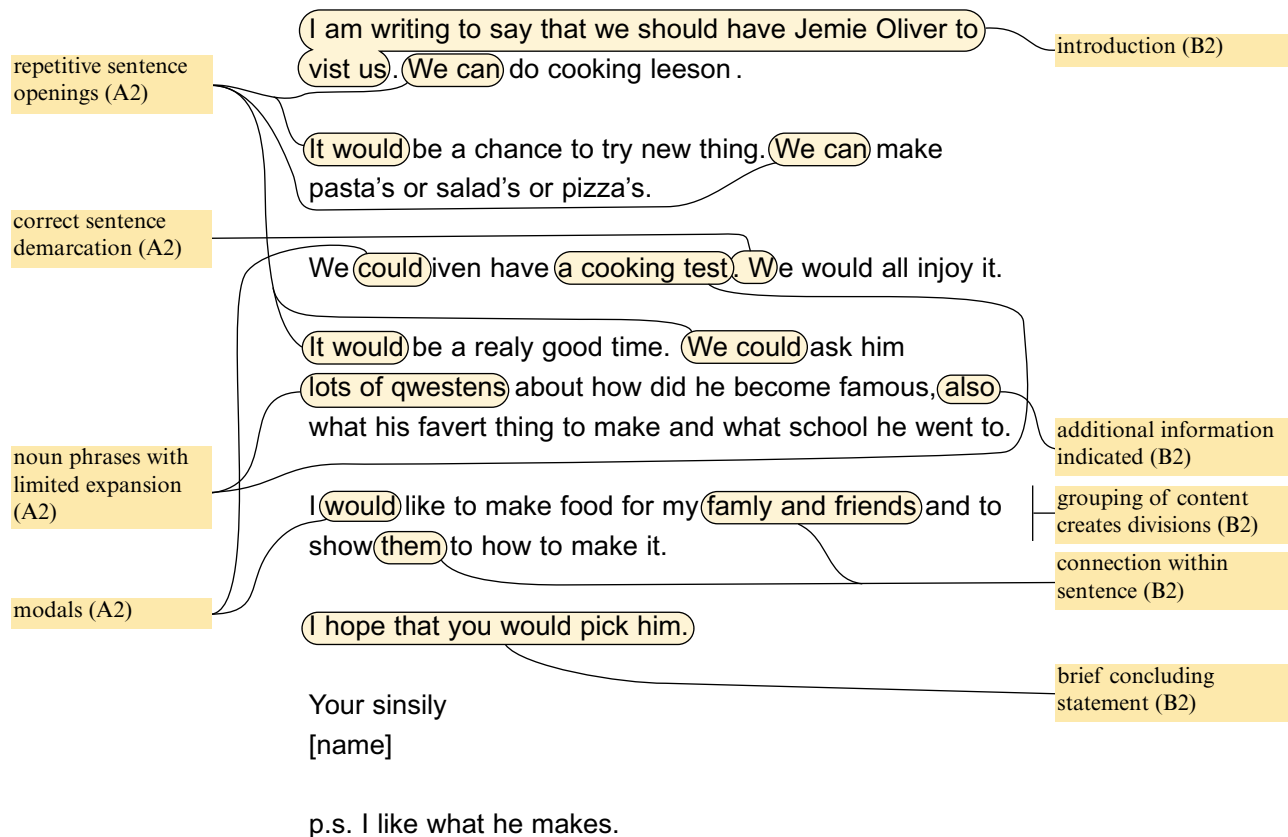 I am writing to say that we should have Jemie Oliver to
vist us. We can do cooking leeson .
It would be a chance to try new thing. We can make
pasta's or salad's or pizza's.
We could iven have a cooking test. We would all injoy it.
It would be a realy good time. We could ask him
lots of qwestens about how did he become famous, also
what his favert thing to make and what school he went to.
I would like to make food for my famly and friends and to
show them to how to make it.
I hope that you would pick him.
Your sinsily
[name]
p.s. I like what he makes.
repetitive sentence
openings (A2)
correct sentence
demarcation (A2)
noun phrases with
limited expansion
(A2)
modals (A2)
introduction (B2)
additional information
indicated (B2)
grouping of content
creates divisions (B2)
connection within
sentence (B2)
brief concluding
statement (B2)